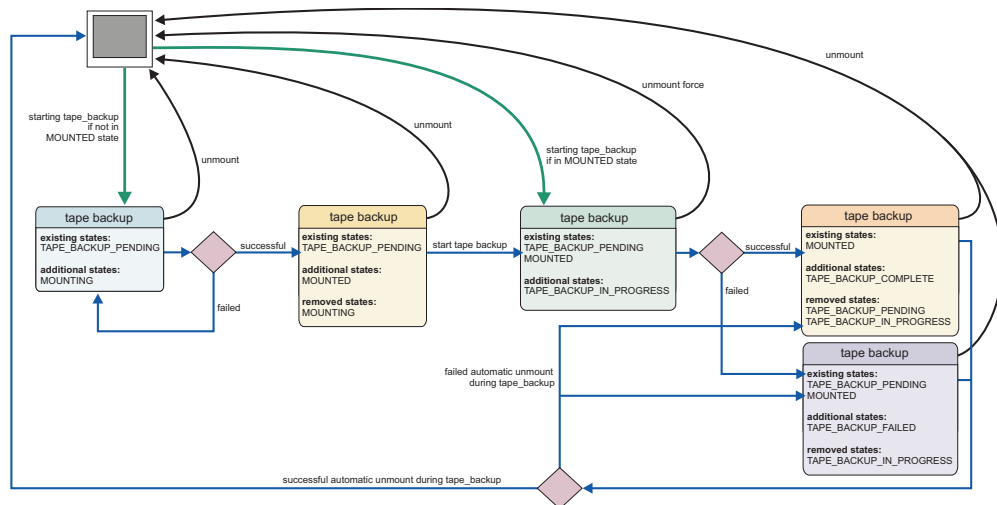 unmount
unmount force
starting tape_backup
if not in
MOUNTED state
unmount
unmount
starting tape_backup
if in MOUNTED state
tape backup
existing states:
TAPE_BACKUP_PENDING
additional states:
MOUNTING
successful
failed
tape backup
existing states:
TAPE_BACKUP_PENDING
additional states:
MOUNTED
removed states:
MOUNTING
start tape backup
tape backup
existing states:
TAPE_BACKUP_PENDING
MOUNTED
additional states:
TAPE_BACKUP_IN_PROGRESS
successful
failed
tape backup
existing states:
MOUNTED
additional states:
TAPE_BACKUP_COMPLETE
removed states:
TAPE_BACKUP_PENDING
TAPE_BACKUP_IN_PROGRESS
tape backup
existing states:
TAPE_BACKUP_PENDING
MOUNTED
additional states:
TAPE_BACKUP_FAILED
removed states:
TAPE_BACKUP_IN_PROGRESS
failed automatic unmount
during tape_backup
successful automatic unmount during tape_backup